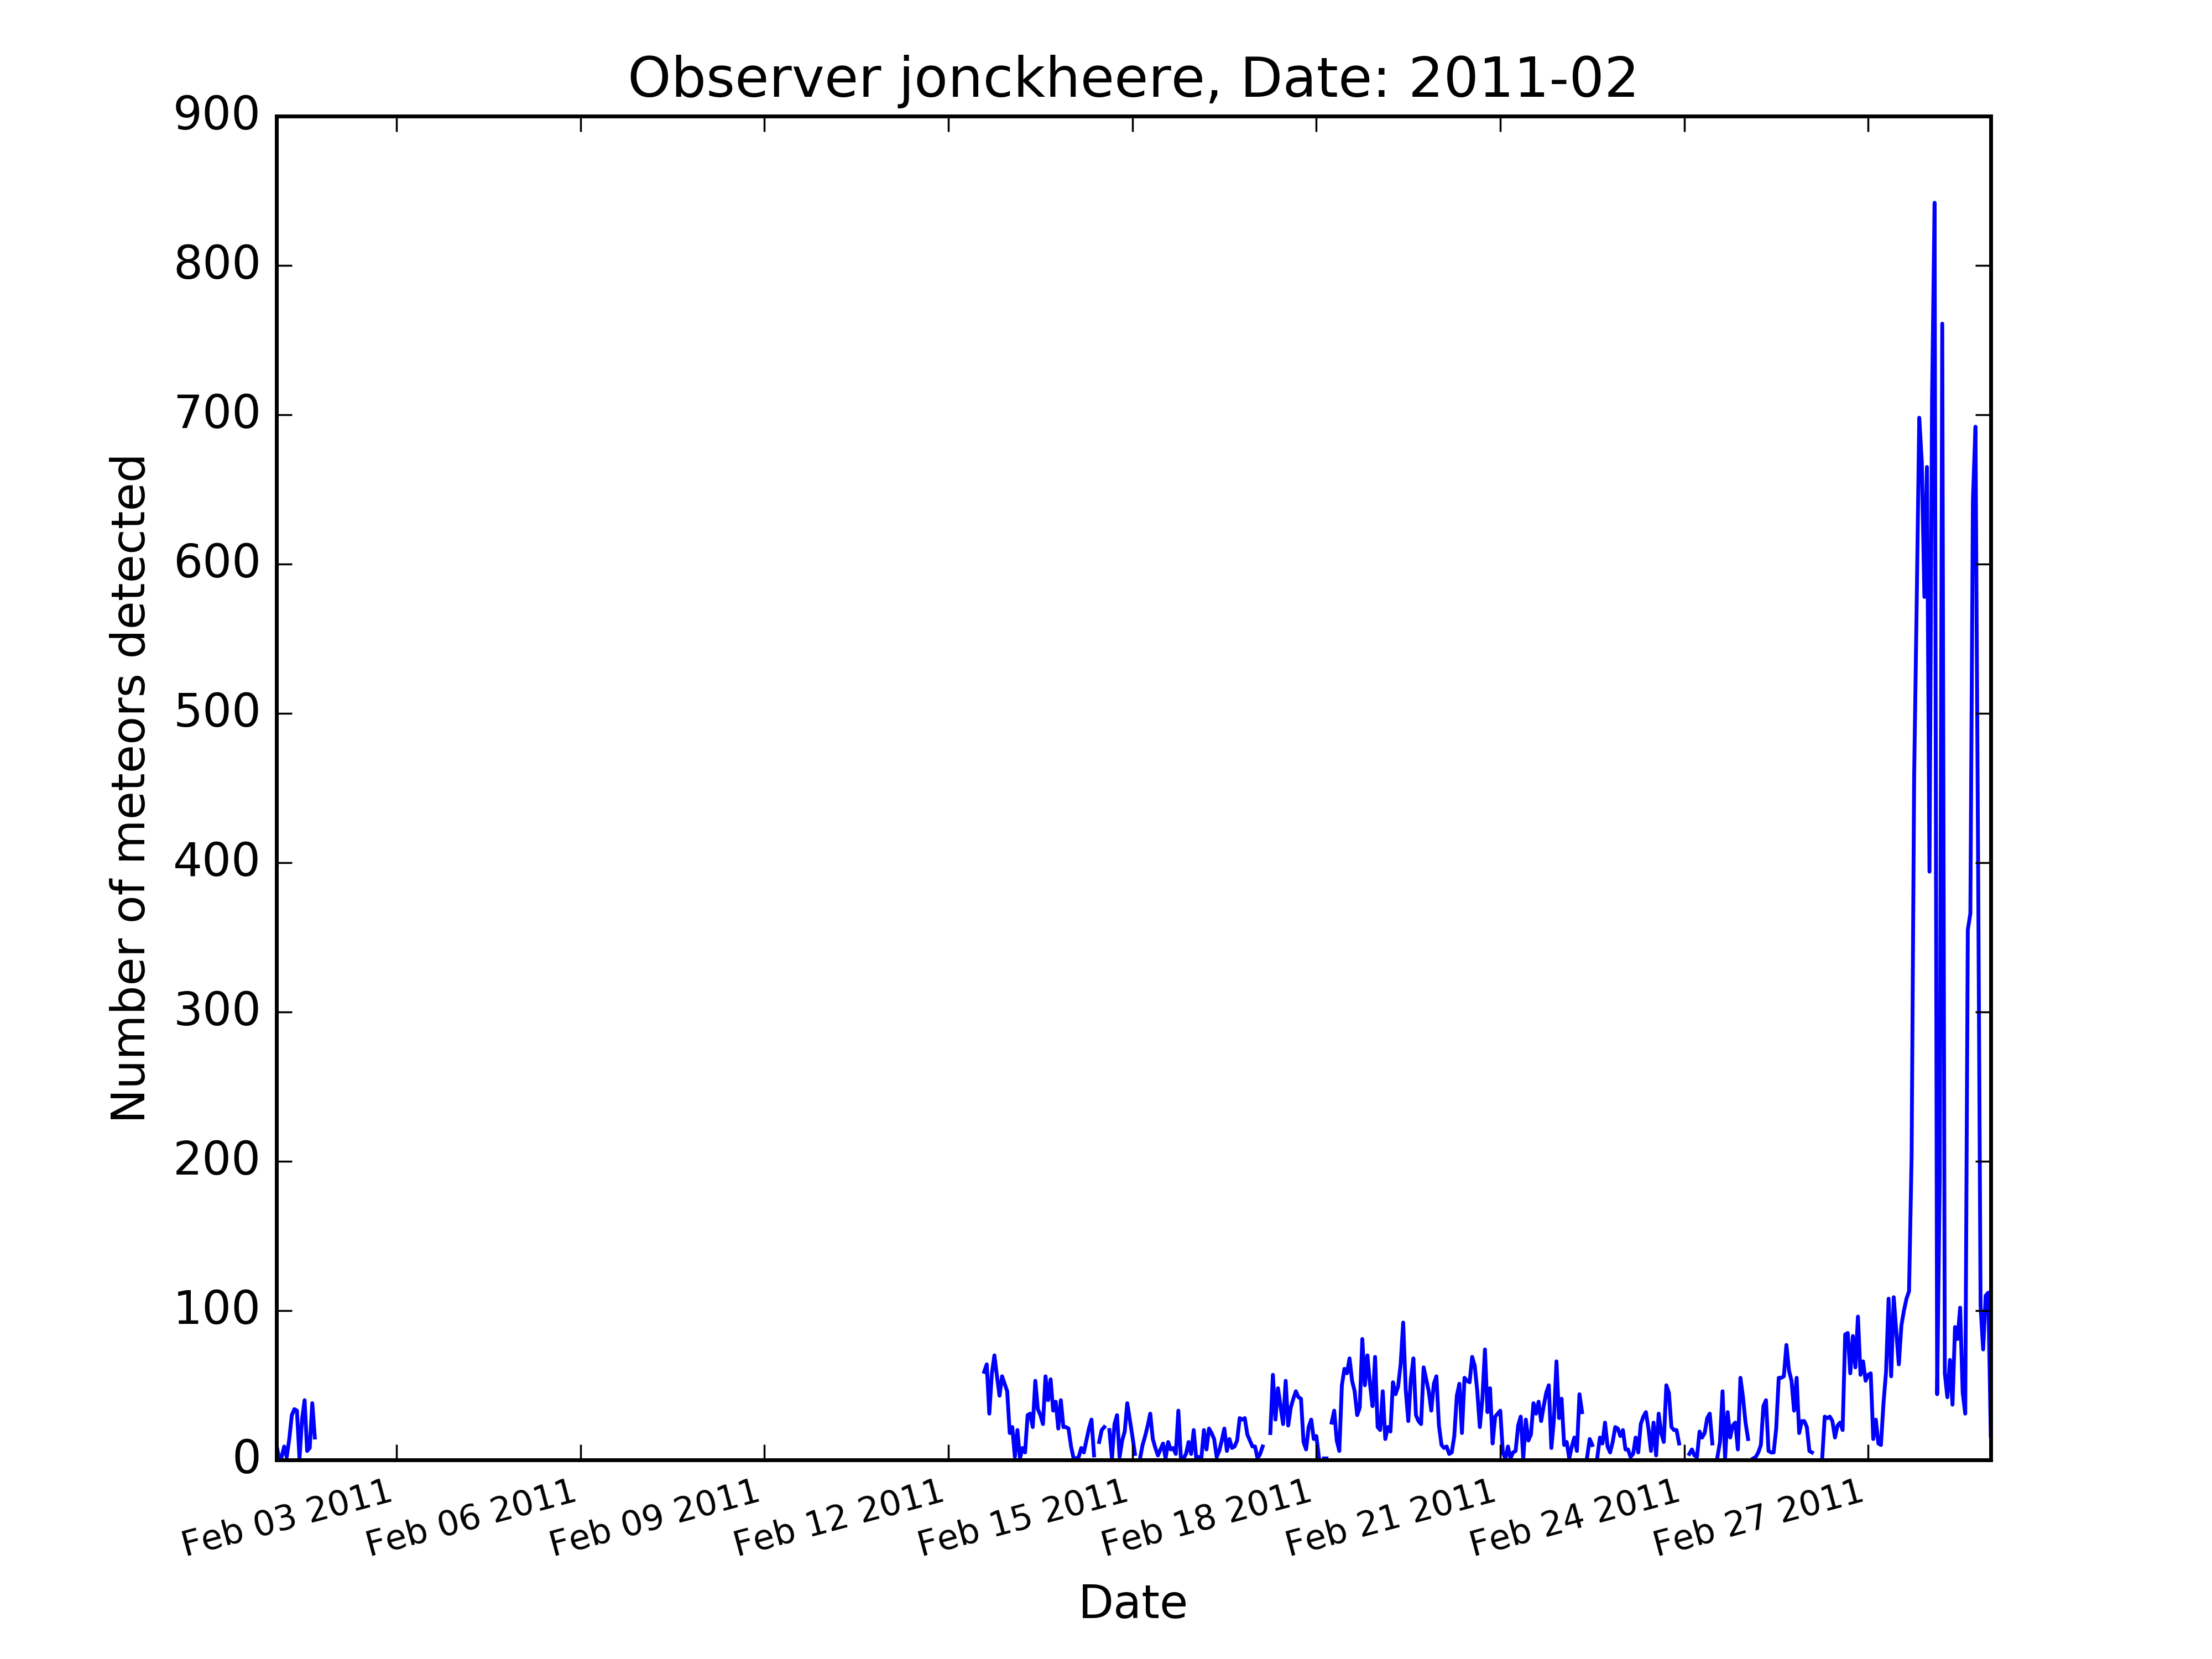 Observer jonckheere, Date: 2011-02
900
800
700
600
500
400
300
200
100
0
Number of meteors detected
Feb 03 2011
Feb 06 2011
Feb 09 2011
Feb 12 2011
Feb 15 2011
Feb 18 2011
Feb 21 2011
Feb 24 2011
Feb 27 2011
Date